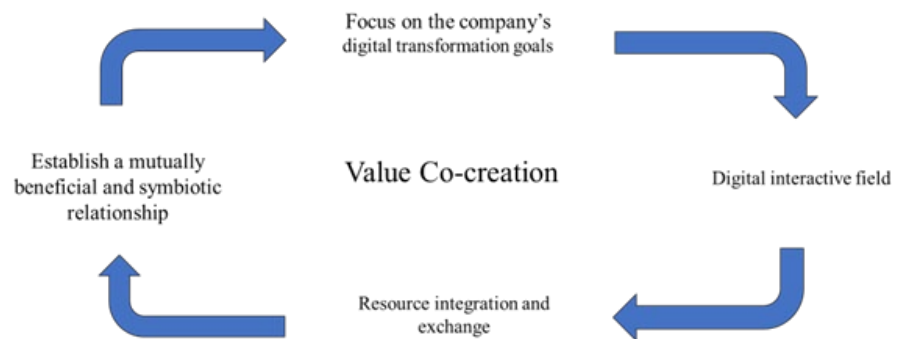 Focus on the company’s
digital transformation goals
Establish a mutually
beneficial and symbiotic
relationship
Value Co-creation
Digital interactive field
Resource integration and
exchange